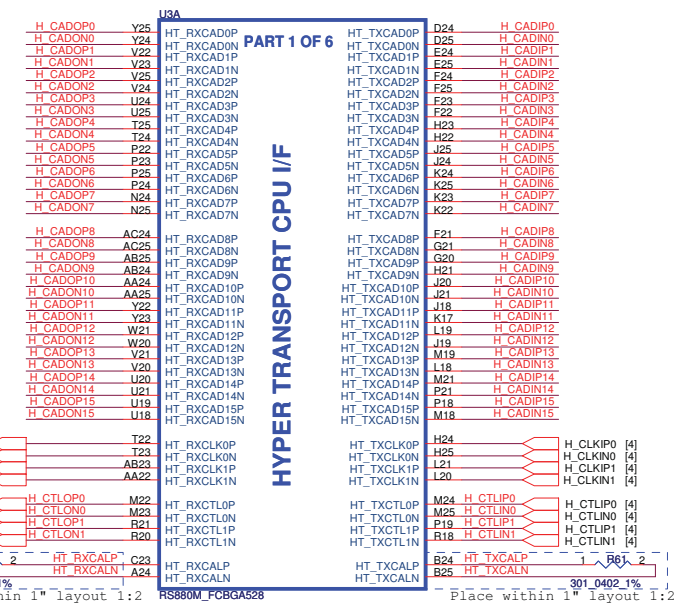 U3A
PART 1 OF 6
HYPER TRANSPORT CPU I/F
H_CADOP0 Y25 HT_RXCAD0P HT_TXCAD0P D24 H_CADIP0
H_CADON0 Y24 HT_RXCAD0N HT_TXCAD0N D25 H_CADIN0
H_CADOP1 V22 HT_RXCAD1P HT_TXCAD1P E24 H_CADIP1
H_CADON1 V23 HT_RXCAD1N HT_TXCAD1N E25 H_CADIN1
H_CADOP2 V25 HT_RXCAD2P HT_TXCAD2P F24 H_CADIP2
H_CADON2 V24 HT_RXCAD2N HT_TXCAD2N F25 H_CADIN2
H_CADOP3 U24 HT_RXCAD3P HT_TXCAD3P F23 H_CADIP3
H_CADON3 U25 HT_RXCAD3N HT_TXCAD3N F22 H_CADIN3
H_CADOP4 T25 HT_RXCAD4P HT_TXCAD4P H23 H_CADIP4
H_CADON4 T24 HT_RXCAD4N HT_TXCAD4N H22 H_CADIN4
H_CADOP5 P22 HT_RXCAD5P HT_TXCAD5P J25 H_CADIP5
H_CADON5 P23 HT_RXCAD5N HT_TXCAD5N J24 H_CADIN5
H_CADOP6 P25 HT_RXCAD6P HT_TXCAD6P K24 H_CADIP6
H_CADON6 P24 HT_RXCAD6N HT_TXCAD6N K25 H_CADIN6
H_CADOP7 N24 HT_RXCAD7P HT_TXCAD7P K23 H_CADIP7
H_CADON7 N25 HT_RXCAD7N HT_TXCAD7N K22 H_CADIN7
H_CADOP8 AC24 HT_RXCAD8P HT_TXCAD8P F21 H_CADIP8
H_CADON8 AC25 HT_RXCAD8N HT_TXCAD8N G21 H_CADIN8
H_CADOP9 AB25 HT_RXCAD9P HT_TXCAD9P G20 H_CADIP9
H_CADON9 AB24 HT_RXCAD9N HT_TXCAD9N H21 H_CADIN9
H_CADOP10 AA24 HT_RXCAD10P HT_TXCAD10P J20 H_CADIP10
H_CADON10 AA25 HT_RXCAD10N HT_TXCAD10N J21 H_CADIN10
H_CADOP11 Y22 HT_RXCAD11P HT_TXCAD11P J18 H_CADIP11
H_CADON11 Y23 HT_RXCAD11N HT_TXCAD11N K17 H_CADIN11
H_CADOP12 W21 HT_RXCAD12P HT_TXCAD12P L19 H_CADIP12
H_CADON12 W20 HT_RXCAD12N HT_TXCAD12N J19 H_CADIN12
H_CADOP13 V21 HT_RXCAD13P HT_TXCAD13P M19 H_CADIP13
H_CADON13 V20 HT_RXCAD13N HT_TXCAD13N L18 H_CADIN13
H_CADOP14 U20 HT_RXCAD14P HT_TXCAD14P M21 H_CADIP14
H_CADON14 U21 HT_RXCAD14N HT_TXCAD14N P21 H_CADIN14
H_CADOP15 U19 HT_RXCAD15P HT_TXCAD15P P18 H_CADIP15
H_CADON15 U18 HT_RXCAD15N HT_TXCAD15N M18 H_CADIN15
T22 HT_RXCLK0P HT_TXCLK0P H24 H_CLKIP0 [4]
T23 HT_RXCLK0N HT_TXCLK0N H25 H_CLKIN0 [4]
AB23 HT_RXCLK1P HT_TXCLK1P L21 H_CLKIP1 [4]
AA22 HT_RXCLK1N HT_TXCLK1N L20 H_CLKIN1 [4]
H_CTLOP0 M22 HT_RXCTL0P HT_TXCTL0P M24 H_CTLIP0 H_CTLIP0 [4]
H_CTLON0 M23 HT_RXCTL0N HT_TXCTL0N M25 H_CTLIN0 H_CTLIN0 [4]
H_CTLOP1 R21 HT_RXCTL1P HT_TXCTL1P P19 H_CTLIP1 H_CTLIP1 [4]
H_CTLON1 R20 HT_RXCTL1N HT_TXCTL1N R18 H_CTLIN1 H_CTLIN1 [4]
2 HT_RXCALP C23 HT_RXCALP HT_TXCALP B24 HT_TXCALP 1 R61 2
HT_RXCALN A24 HT_RXCALN HT_TXCALN B25 HT_TXCALN
1% 301_0402_1%
hin 1" layout 1:2 RS880M_FCBGA528 Place within 1" layout 1:2